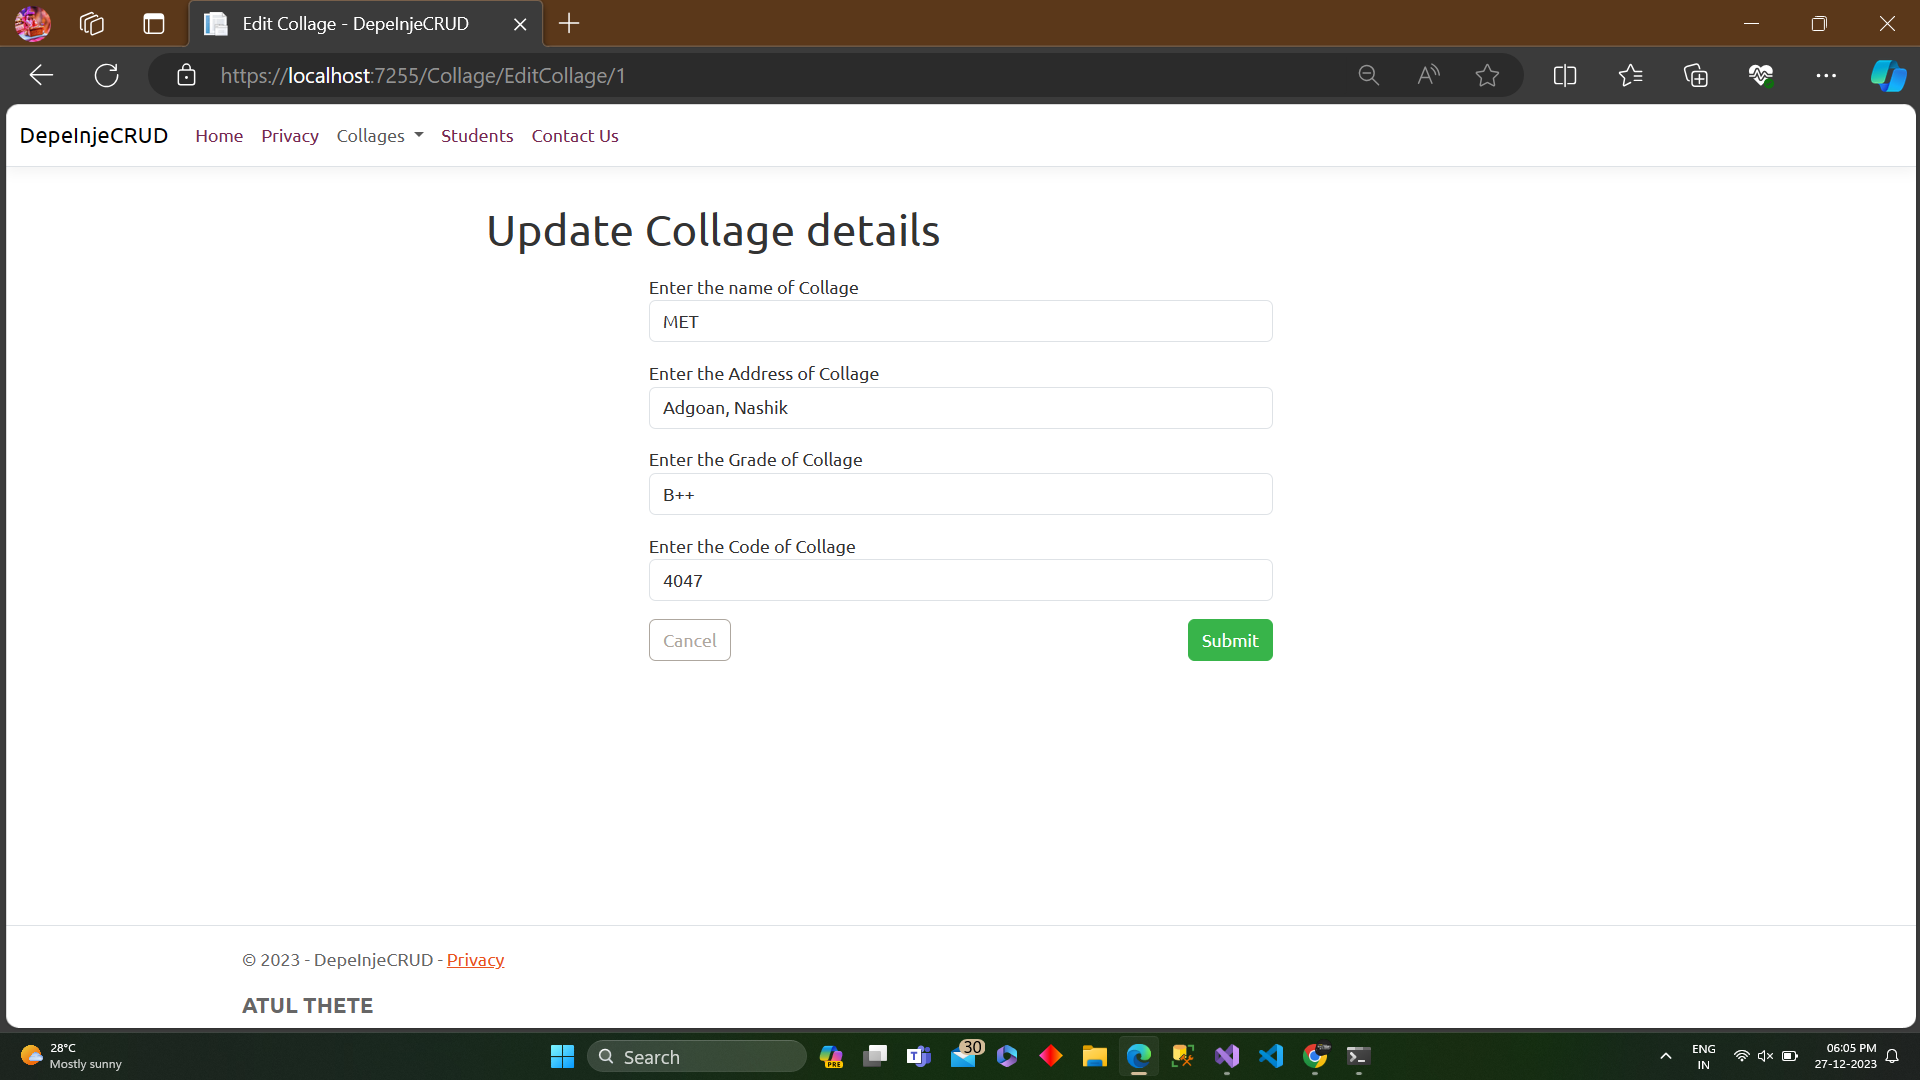 Edit Collage - DepeInjeCRUD
https://localhost:7255/Collage/EditCollage/1
DepeInjeCRUD Home Privacy Collages Students Contact Us
Update Collage details
Enter the name of Collage
MET
Enter the Address of Collage
Adgoan, Nashik
Enter the Grade of Collage
B++
Enter the Code of Collage
4047
Cancel Submit
© 2023 - DepeInjeCRUD - Privacy
ATUL THETE
28°C
Mostly sunny
Search
PRE
30
ENG
IN
06:05 PM
27-12-2023